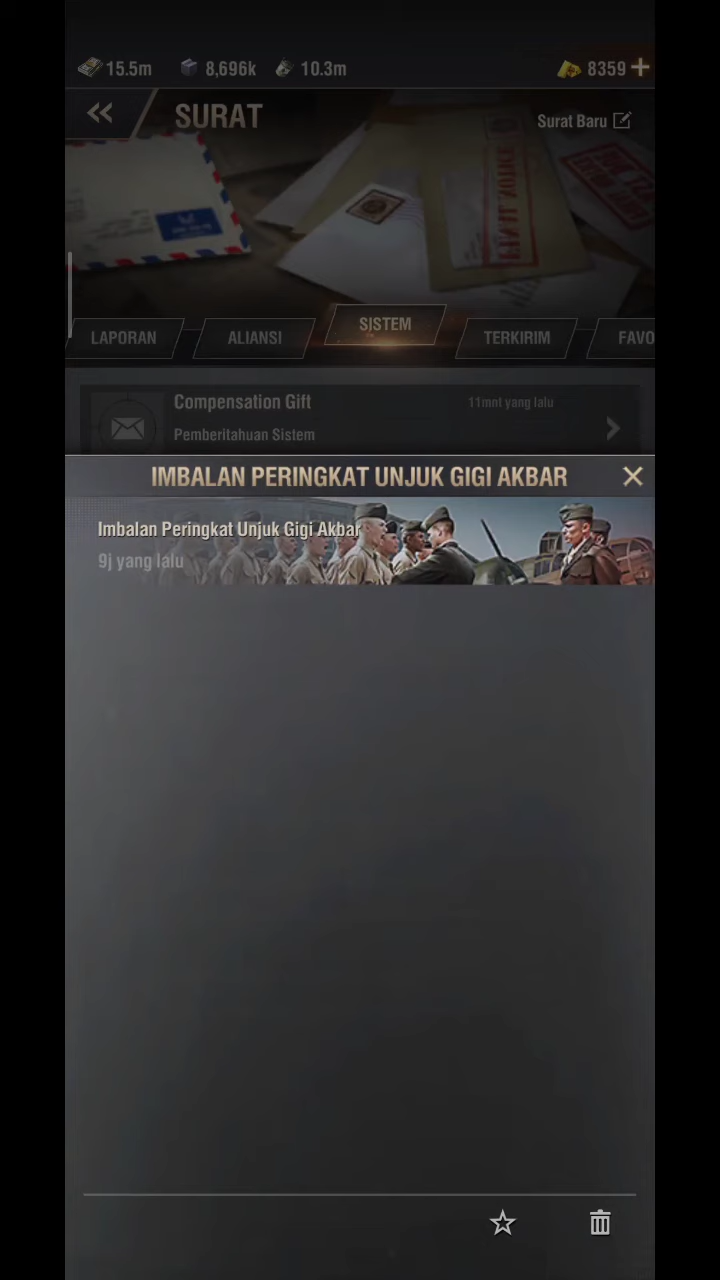 15.5m 8,696k 10.3m 8359
SURAT
Surat Baru
LAPORAN ALIANSI SISTEM TERKIRIM FAVO
Compensation Gift 11mnt yang lalu
Pemberitahuan Sistem
IMBALAN PERINGKAT UNJUK GIGI AKBAR
Imbalan Peringkat Unjuk Gigi Akbar
9j yang lalu